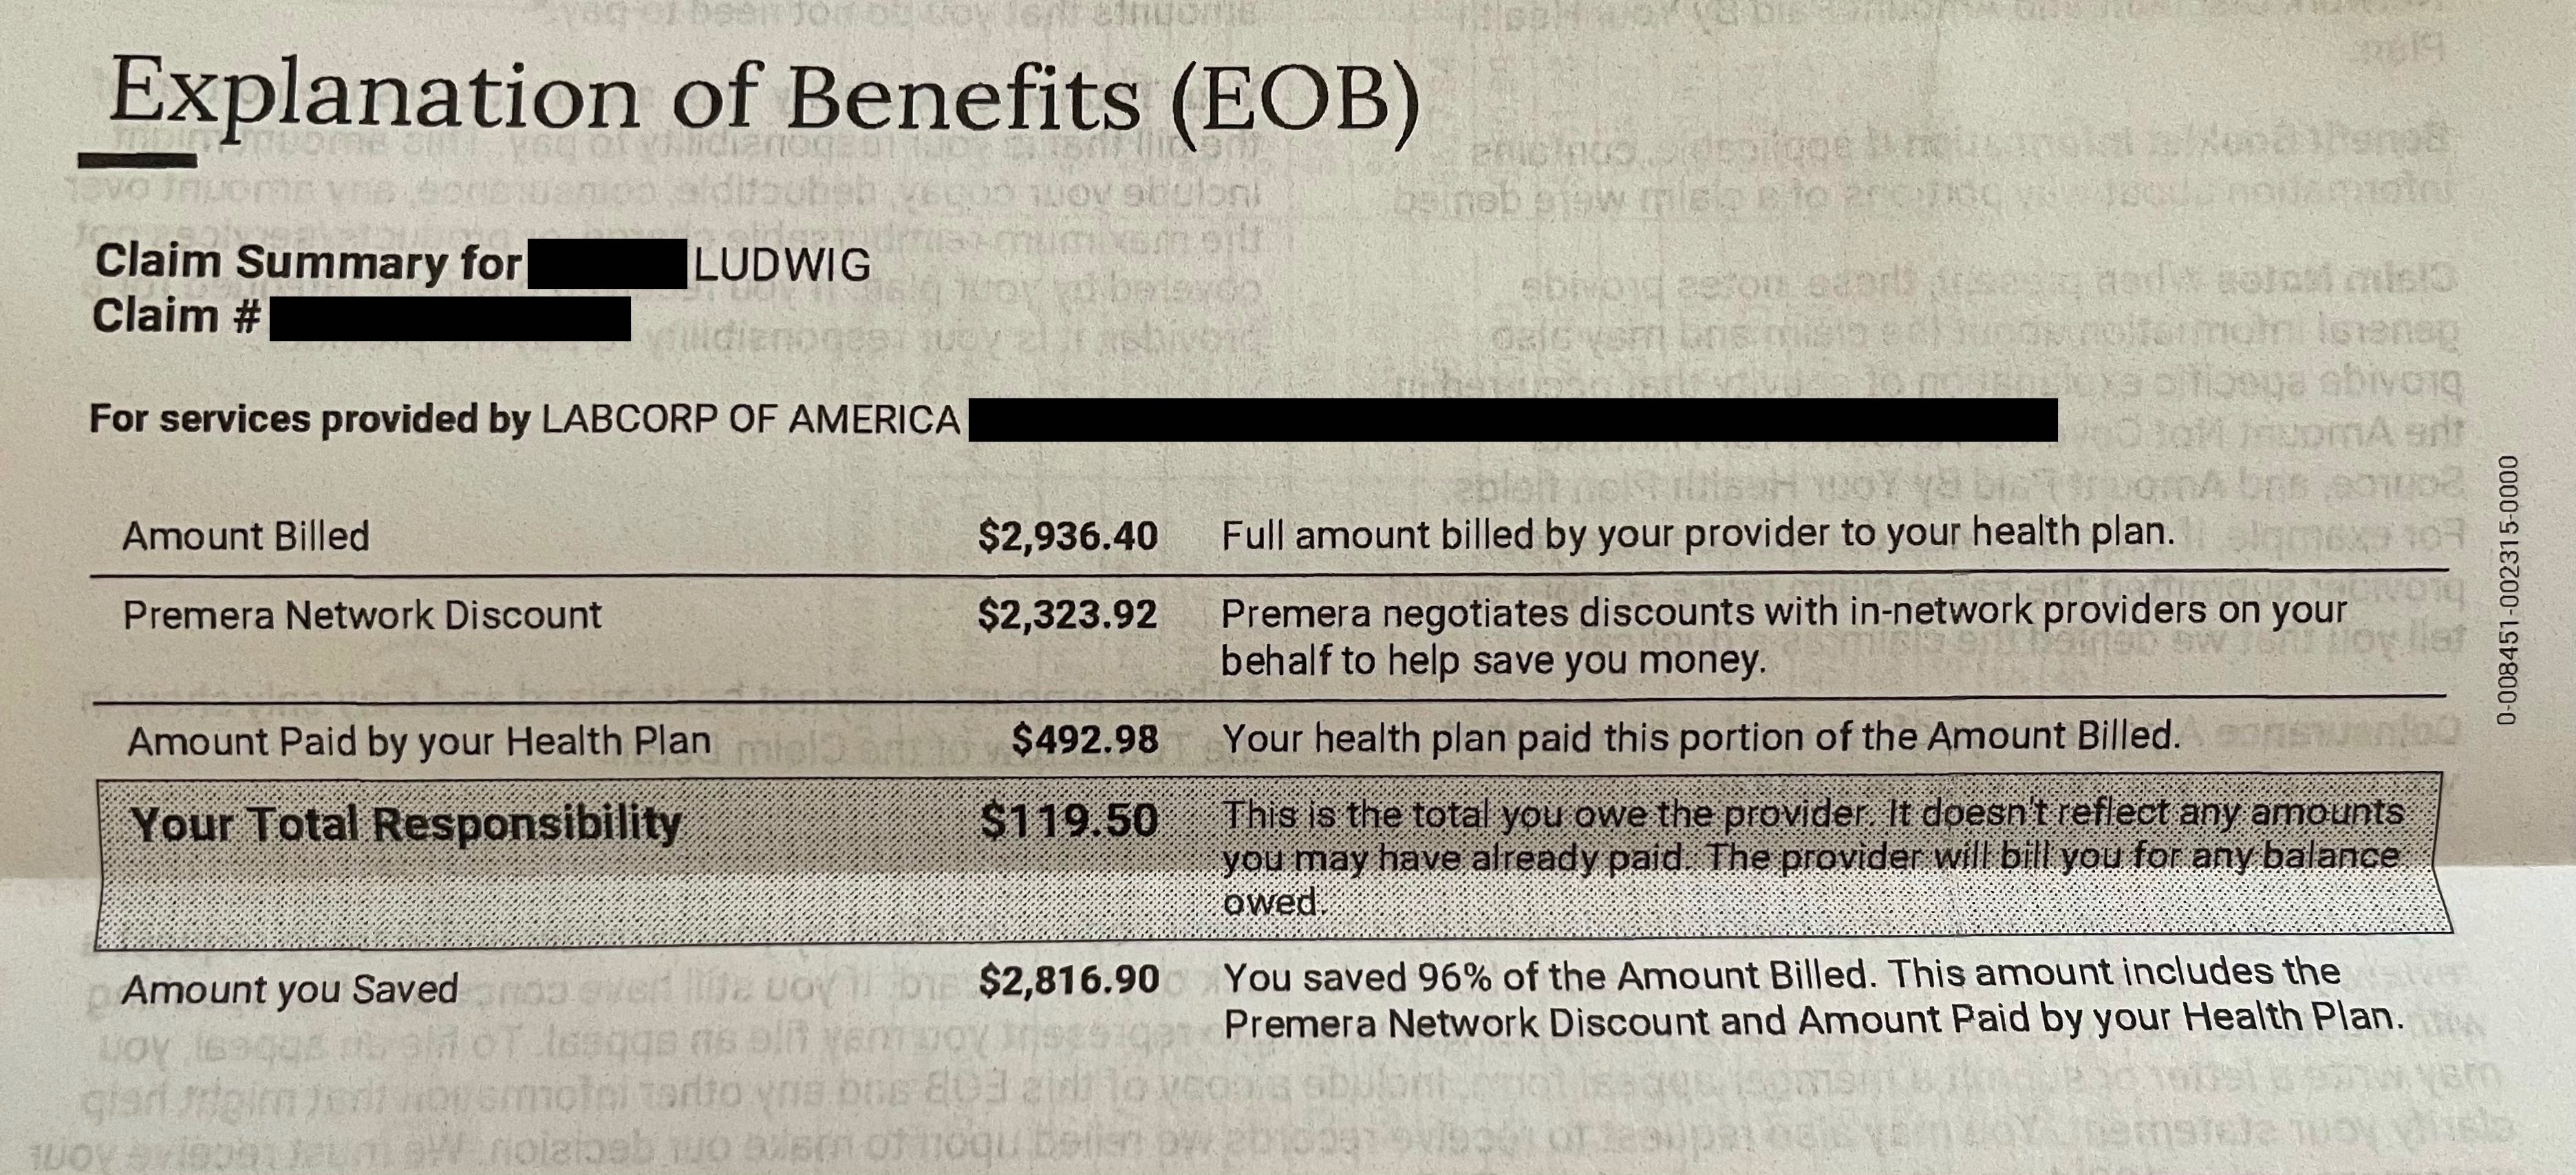 Explanation of Benefits (EOB)
Claim Summary for LUDWIG
Claim #
For services provided by LABCORP OF AMERICA
Amount Billed $2,936.40 Full amount billed by your provider to your health plan.
Premera Network Discount $2,323.92 Premera negotiates discounts with in-network providers on your
behalf to help save you money.
Amount Paid by your Health Plan $492.98 Your health plan paid this portion of the Amount Billed.
Your Total Responsibility $119.50 This is the total you owe the provider. It doesn't reflect any amounts
you may have already paid. The provider will bill you for any balance
owed.
Amount you Saved $2,816.90 You saved 96% of the Amount Billed. This amount includes the
Premera Network Discount and Amount Paid by your Health Plan.
0-008451-002315-0000